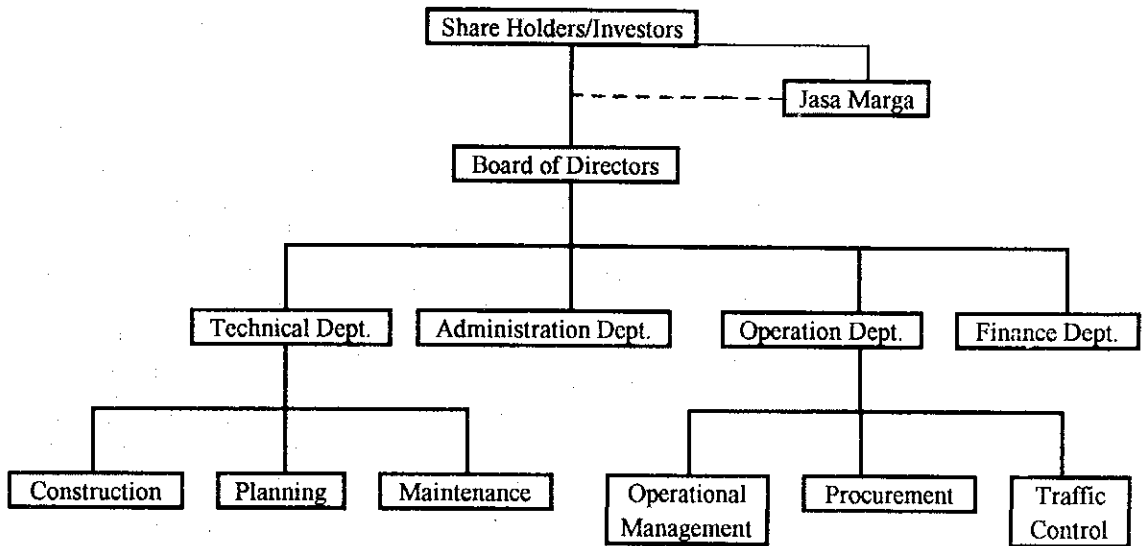 Share Holders/Investors
Jasa Marga
Board of Directors
Technical Dept.
Administration Dept.
Operation Dept.
Finance Dept.
Construction
Planning
Maintenance
Operational
Management
Procurement
Traffic
Control